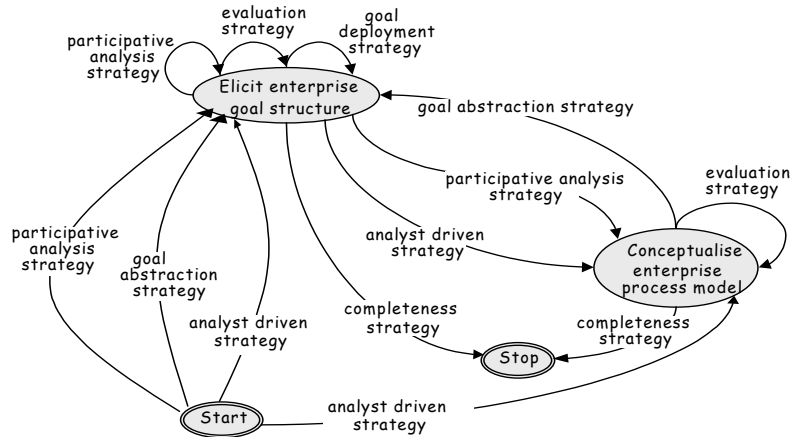 evaluation
strategy
goal
deployment
strategy
participative
analysis
strategy
Elicit enterprise
goal structure
goal abstraction strategy
participative analysis
strategy
evaluation
strategy
participative
analysis
strategy
goal
abstraction
strategy
analyst driven
strategy
Conceptualise
enterprise
process model
analyst driven
strategy
completeness
strategy
completeness
strategy
Stop
Start
analyst driven
strategy